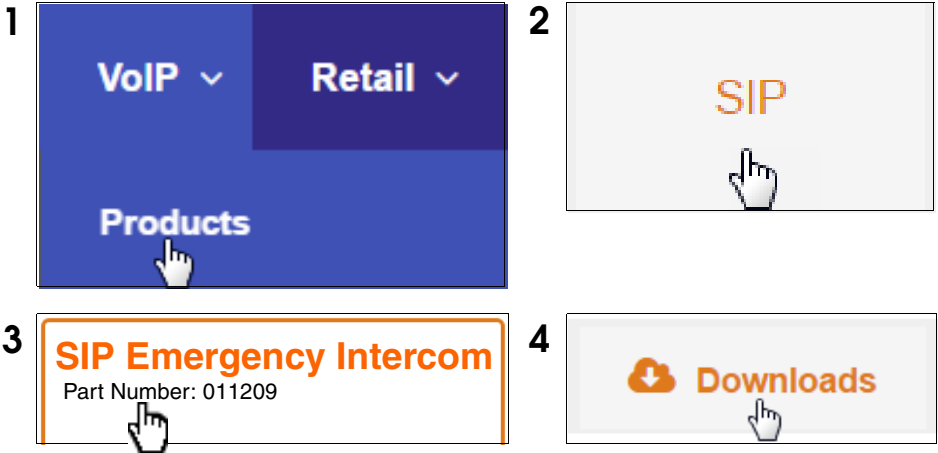 1
VoIP Retail
Products
2
SIP
3
SIP Emergency Intercom
Part Number: 011209
4
Downloads